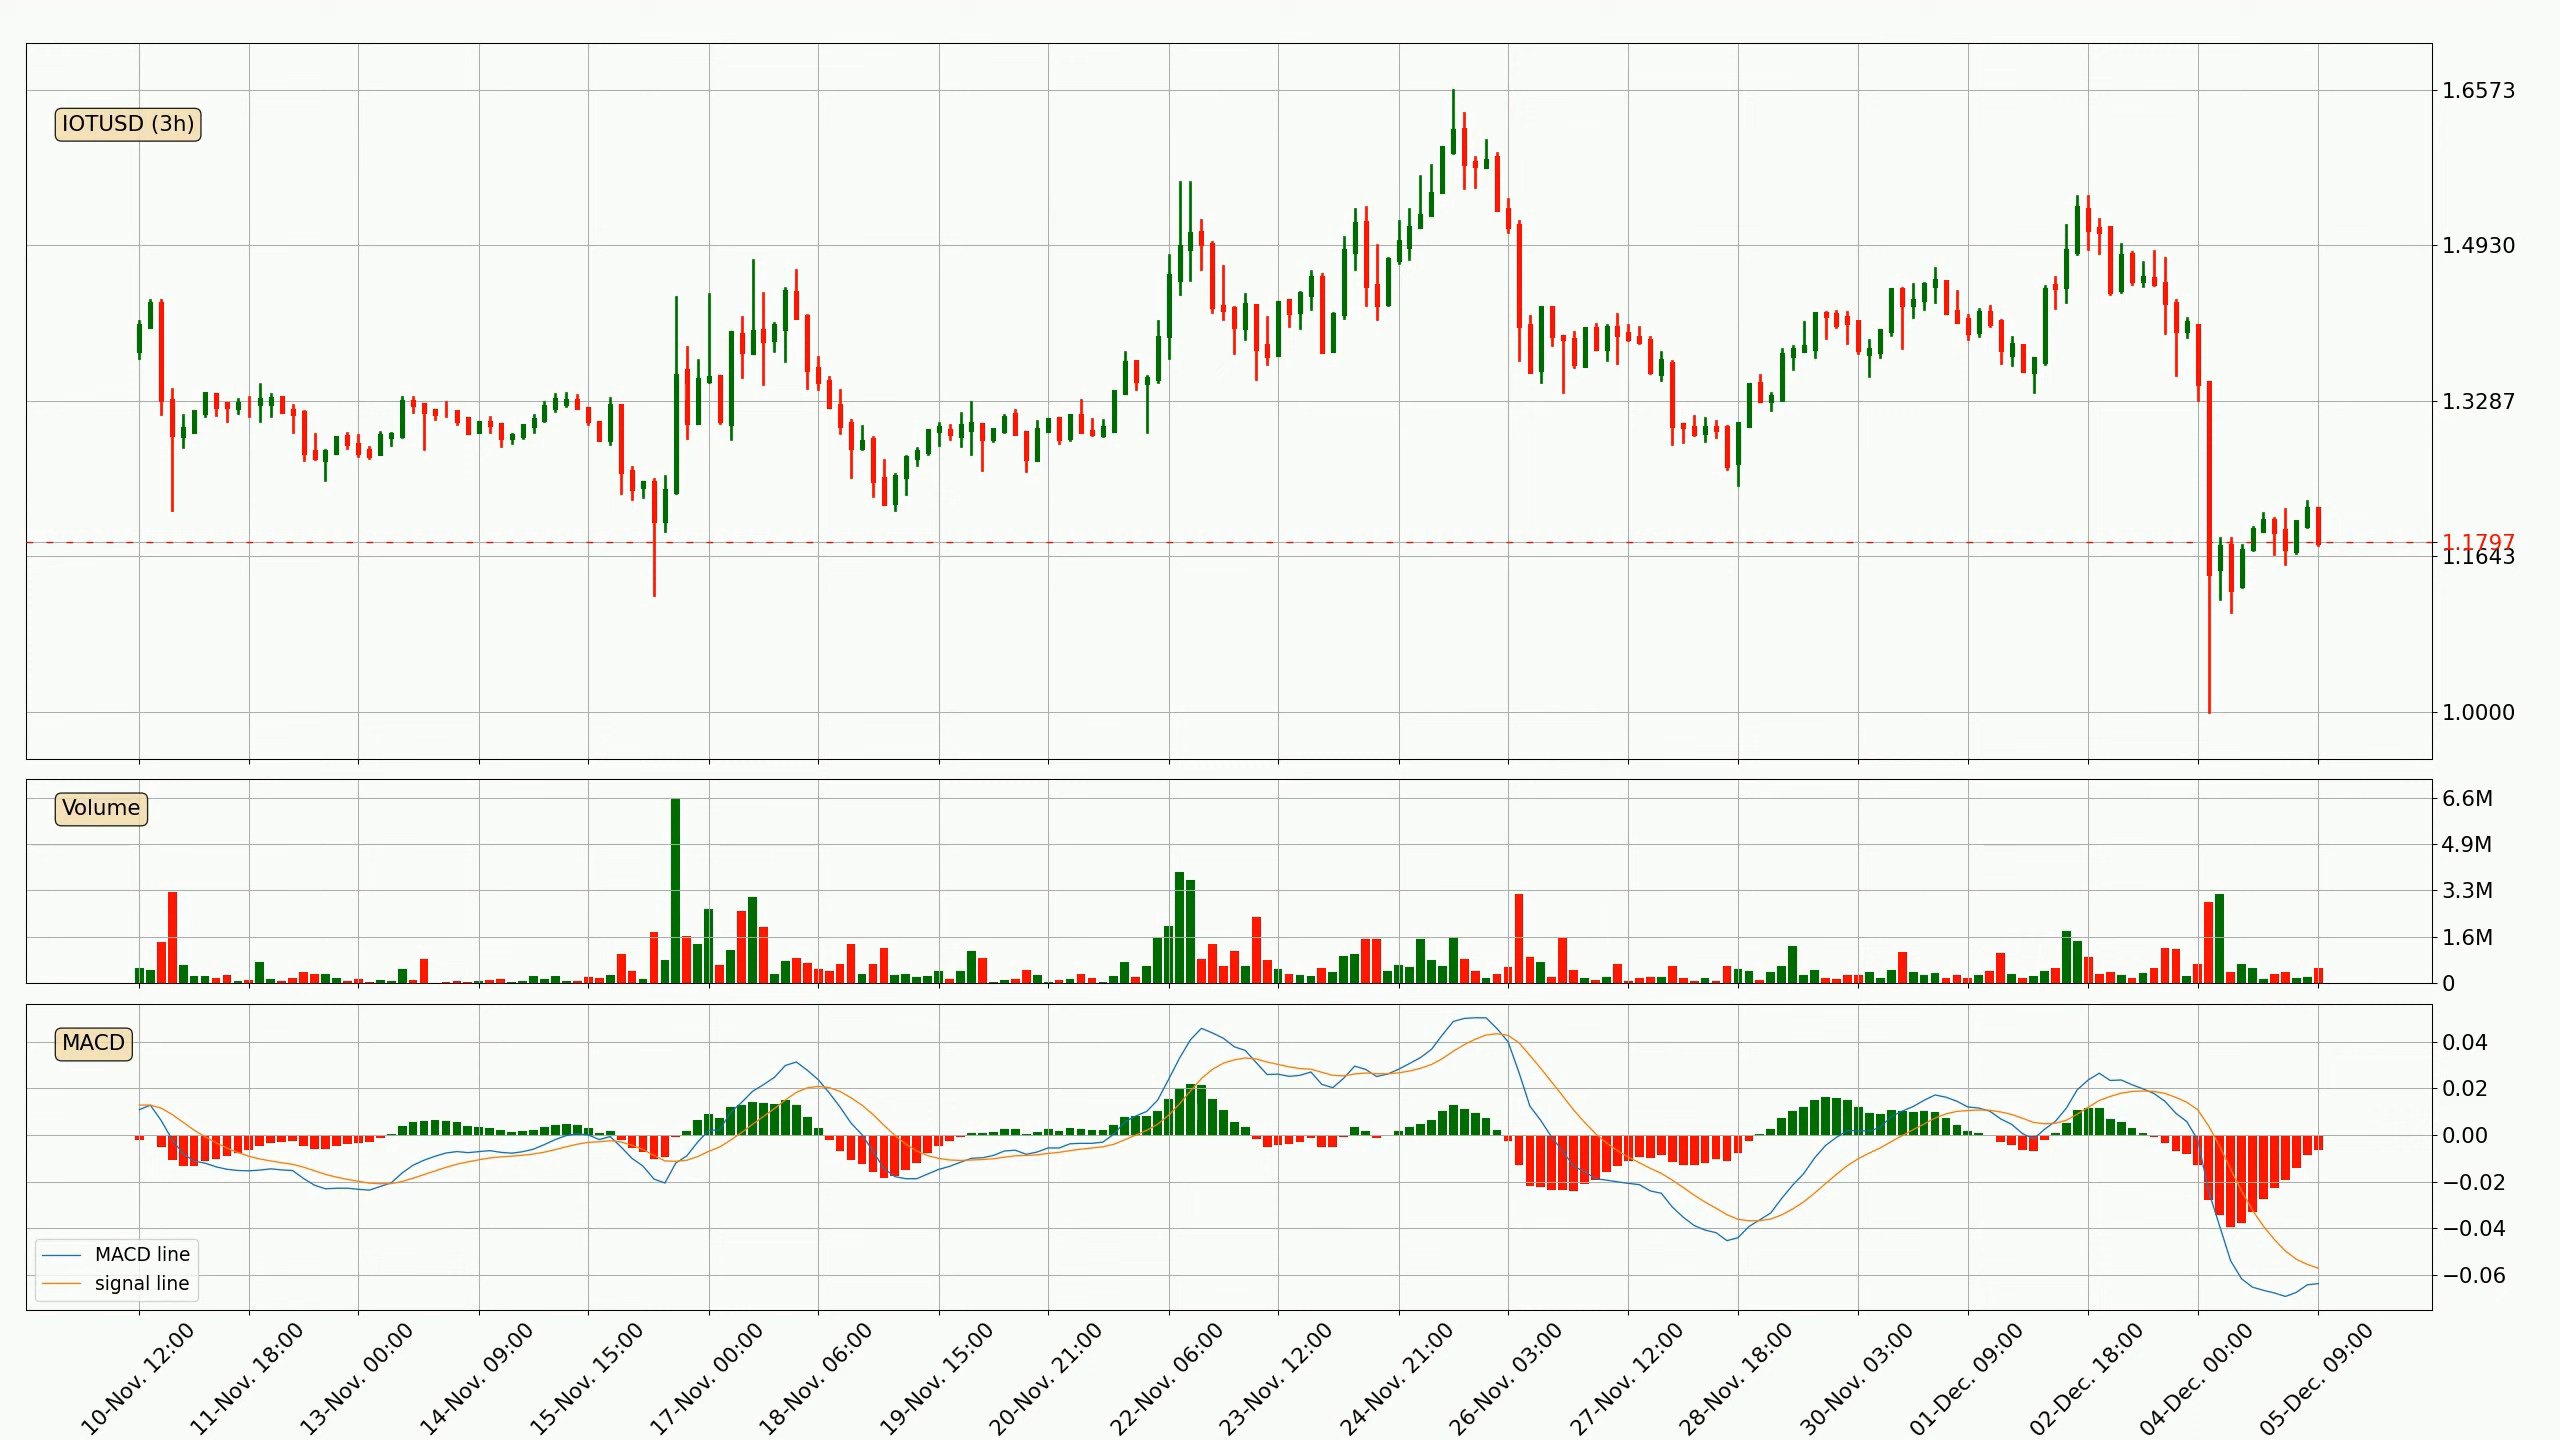 IOTUSD (3h)
1.6573
1.4930
1.3287
1.1797
1.1643
1.0000
Volume
6.6M
4.9M
3.3M
1.6M
0
MACD
0.04
0.02
0.00
−0.02
−0.04
−0.06
MACD line
signal line
10-Nov. 12:00
11-Nov. 18:00
13-Nov. 00:00
14-Nov. 09:00
15-Nov. 15:00
17-Nov. 00:00
18-Nov. 06:00
19-Nov. 15:00
20-Nov. 21:00
22-Nov. 06:00
23-Nov. 12:00
24-Nov. 21:00
26-Nov. 03:00
27-Nov. 12:00
28-Nov. 18:00
30-Nov. 03:00
01-Dec. 09:00
02-Dec. 18:00
04-Dec. 00:00
05-Dec. 09:00